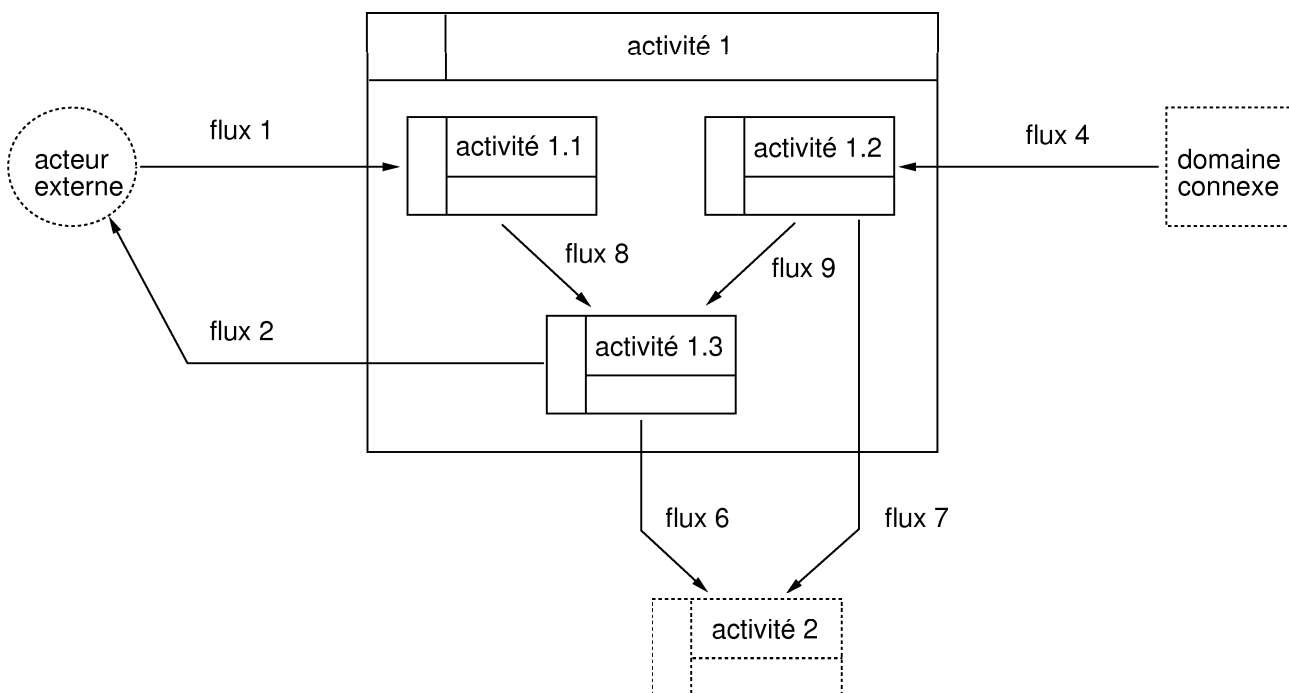 activité 1
flux 1
activité 1.1
activité 1.2
flux 4
acteur
externe
domaine
connexe
flux 8
flux 9
flux 2
activité 1.3
flux 6
flux 7
activité 2